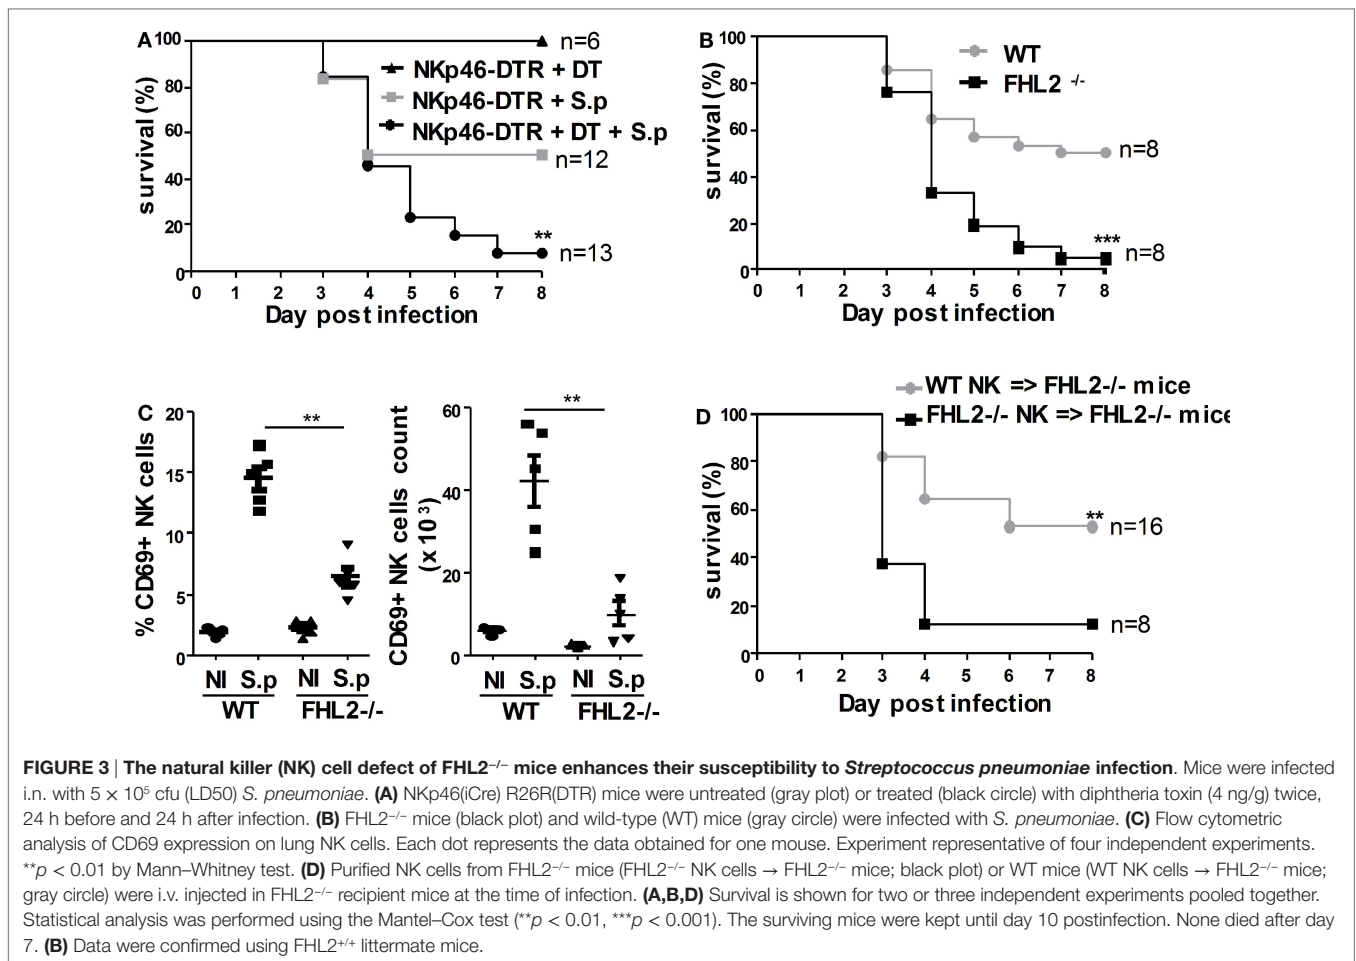 A
100
80
60
40
20
0
survival (%)
n=6
NKp46-DTR + DT
NKp46-DTR + S.p
NKp46-DTR + DT + S.p
n=12
**
n=13
0 1 2 3 4 5 6 7 8
Day post infection
B
100
80
60
40
20
0
survival (%)
WT
FHL2 -/-
n=8
***
n=8
0 1 2 3 4 5 6 7 8
Day post infection
C
20
15
10
5
0
% CD69+ NK cells
**
NI S.p NI S.p
WT FHL2-/-
60
40
20
0
CD69+ NK cells count
(x 10³)
**
NI S.p NI S.p
WT FHL2-/-
D
WT NK => FHL2-/- mice
FHL2-/- NK => FHL2-/- mice
100
80
60
40
20
0
survival (%)
**
n=16
n=8
0 1 2 3 4 5 6 7 8
Day post infection
FIGURE 3 | The natural killer (NK) cell defect of FHL2⁻/⁻ mice enhances their susceptibility to Streptococcus pneumoniae infection. Mice were infected
i.n. with 5 × 10⁵ cfu (LD50) S. pneumoniae. (A) NKp46(iCre) R26R(DTR) mice were untreated (gray plot) or treated (black circle) with diphtheria toxin (4 ng/g) twice,
24 h before and 24 h after infection. (B) FHL2⁻/⁻ mice (black plot) and wild-type (WT) mice (gray circle) were infected with S. pneumoniae. (C) Flow cytometric
analysis of CD69 expression on lung NK cells. Each dot represents the data obtained for one mouse. Experiment representative of four independent experiments.
**p < 0.01 by Mann–Whitney test. (D) Purified NK cells from FHL2⁻/⁻ mice (FHL2⁻/⁻ NK cells → FHL2⁻/⁻ mice; black plot) or WT mice (WT NK cells → FHL2⁻/⁻ mice;
gray circle) were i.v. injected in FHL2⁻/⁻ recipient mice at the time of infection. (A,B,D) Survival is shown for two or three independent experiments pooled together.
Statistical analysis was performed using the Mantel–Cox test (**p < 0.01, ***p < 0.001). The surviving mice were kept until day 10 postinfection. None died after day
7. (B) Data were confirmed using FHL2⁺/⁺ littermate mice.